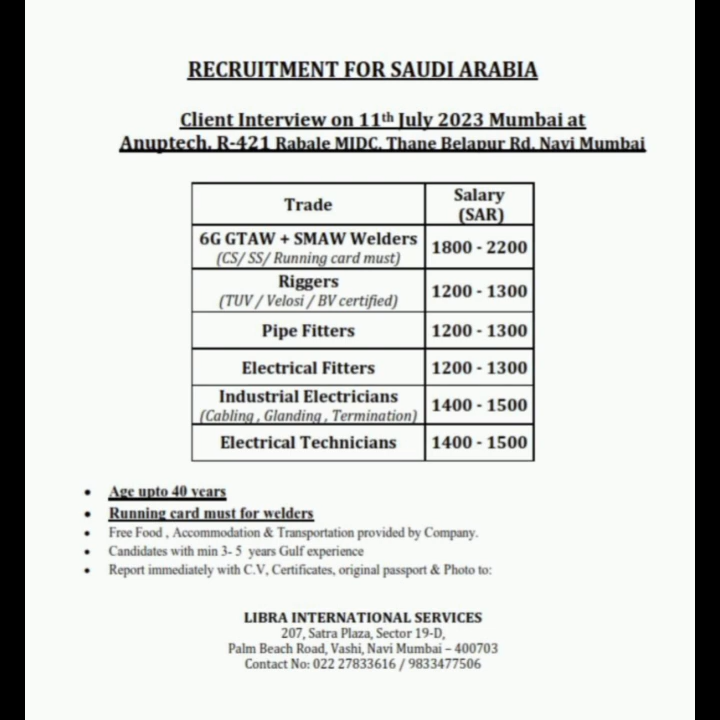 RECRUITMENT FOR SAUDI ARABIA
Client Interview on 11th July 2023 Mumbai at
Anuptech, R-421 Rabale MIDC, Thane Belapur Rd, Navi Mumbai
Trade
Salary
(SAR)
6G GTAW + SMAW Welders
(CS/ SS/ Running card must)
1800 - 2200
Riggers
(TUV / Velosi / BV certified)
1200 - 1300
Pipe Fitters
1200 - 1300
Electrical Fitters
1200 - 1300
Industrial Electricians
(Cabling , Glanding , Termination)
1400 - 1500
Electrical Technicians
1400 - 1500
• Age upto 40 years
• Running card must for welders
• Free Food , Accommodation & Transportation provided by Company.
• Candidates with min 3- 5 years Gulf experience
• Report immediately with C.V, Certificates, original passport & Photo to:
LIBRA INTERNATIONAL SERVICES
207, Satra Plaza, Sector 19-D,
Palm Beach Road, Vashi, Navi Mumbai – 400703
Contact No: 022 27833616 / 9833477506